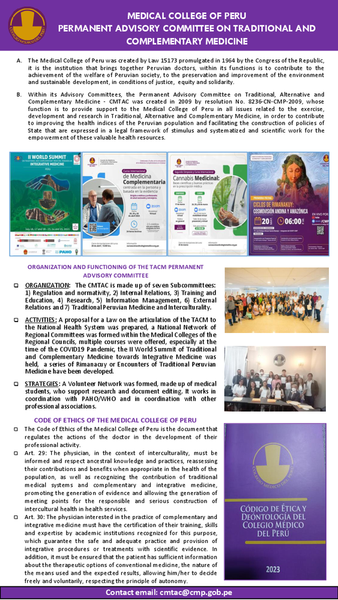 MEDICAL COLLEGE OF PERU
PERMANENT ADVISORY COMMITTEE ON TRADITIONAL AND
COMPLEMENTARY MEDICINE
A. The Medical College of Peru was created by Law 15173 promulgated in 1964 by the Congress of the Republic,
it is the institution that brings together Peruvian doctors, within its functions is to contribute to the
achievement of the welfare of Peruvian society, to the preservation and improvement of the environment
and sustainable development, in conditions of justice, equity and solidarity.
B. Within its Advisory Committees, the Permanent Advisory Committee on Traditional, Alternative and
Complementary Medicine - CMTAC was created in 2009 by resolution No. 8236-CN-CMP-2009, whose
function is to provide support to the Medical College of Peru in all issues related to the exercise,
development and research in Traditional, Alternative and Complementary Medicine, in order to contribute
to improving the health indices of the Peruvian population and facilitating the construction of policies of
State that are expressed in a legal framework of stimulus and systematized and scientific work for the
empowerment of these valuable health resources.
II WORLD SUMMIT
INTEGRATIVE MEDICINE
PAHO
de Medicina
Complementaria
Cannabis Medicinal:
CICLOS DE RIMANAKUY
COSMOVISIÓN ANDINA Y AMAZÓNICA
20
06:00
ORGANIZATION AND FUNCTIONING OF THE TACM PERMANENT
ADVISORY COMMITTEE
ORGANIZATION: The CMTAC is made up of seven Subcommittees:
1) Regulation and normativity, 2) Internal Relations, 3) Training and
Education, 4) Research, 5) Information Management, 6) External
Relations and 7) Traditional Peruvian Medicine and Interculturality.
ACTIVITIES: A proposal for a Law on the articulation of the TACM to
the National Health System was prepared, a National Network of
Regional Committees was formed within the Medical Colleges of the
Regional Councils, multiple courses were offered, especially at the
time of the COVID19 Pandemic, the II World Summit of Traditional
and Complementary Medicine towards Integrative Medicine was
held, a series of Rimanacuy or Encounters of Traditional Peruvian
Medicine have been developed.
STRATEGIES: A Volunteer Network was formed, made up of medical
students, who support research and document editing. It works in
coordination with PAHO/WHO and in coordination with other
professional associations.
CODE OF ETHICS OF THE MEDICAL COLLEGE OF PERU
The Code of Ethics of the Medical College of Peru is the document that
regulates the actions of the doctor in the development of their
professional activity.
Art. 29: The physician, in the context of interculturality, must be
informed and respect ancestral knowledge and practices, reassessing
their contributions and benefits when appropriate in the health of the
population, as well as recognizing the contribution of traditional
medical systems and complementary and integrative medicine,
promoting the generation of evidence and allowing the generation of
meeting points for the responsible and serious construction of
intercultural health in health services.
Art. 30: The physician interested in the practice of complementary and
integrative medicine must have the certification of their training, skills
and expertise by academic institutions recognized for this purpose,
which guarantee the safe and adequate practice and provision of
integrative procedures or treatments with scientific evidence. In
addition, it must be ensured that the patient has sufficient information
about the therapeutic options of conventional medicine, the nature of
the means used and the expected results, allowing him/her to decide
freely and voluntarily, respecting the principle of autonomy.
CÓDIGO DE ÉTICA Y
DEONTOLOGÍA DEL
COLEGIO MÉDICO
DEL PERÚ
2023
Contact email: cmtac@cmp.gob.pe